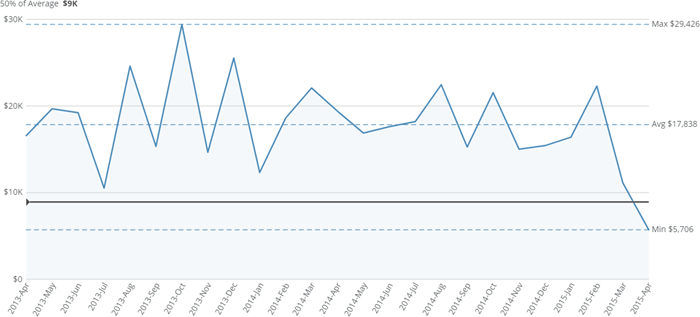 50% of Average $9K
$30K
Max $29,426
$20K
Avg $17,838
$10K
Min $5,706
$0
2013-Apr
2013-May
2013-Jun
2013-Jul
2013-Aug
2013-Sep
2013-Oct
2013-Nov
2013-Dec
2014-Jan
2014-Feb
2014-Mar
2014-Apr
2014-May
2014-Jun
2014-Jul
2014-Aug
2014-Sep
2014-Oct
2014-Nov
2014-Dec
2015-Jan
2015-Feb
2015-Mar
2015-Apr